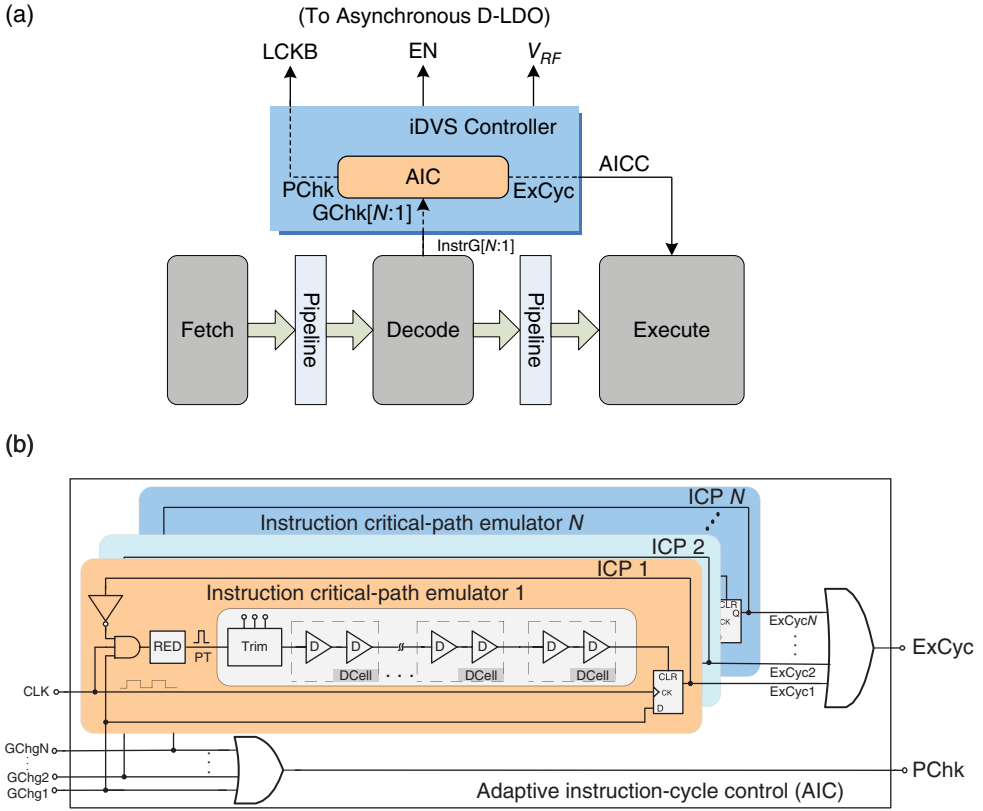 (a)
(To Asynchronous D-LDO)
LCKB
EN
VRF
iDVS Controller
AIC
PChk
ExCyc
AICC
GChk[N:1]
InstrG[N:1]
Fetch
Pipeline
Decode
Pipeline
Execute
(b)
ICP N
Instruction critical-path emulator N
ICP 2
ICP 1
Instruction critical-path emulator 1
CLR
Q
CK
ExCycN
RED
PT
Trim
D
D
D
D
D
D
DCell
. . .
DCell
DCell
ExCyc
CLK
CLR
CK
D
ExCyc2
ExCyc1
GChgN
GChg2
GChg1
PChk
Adaptive instruction-cycle control (AIC)